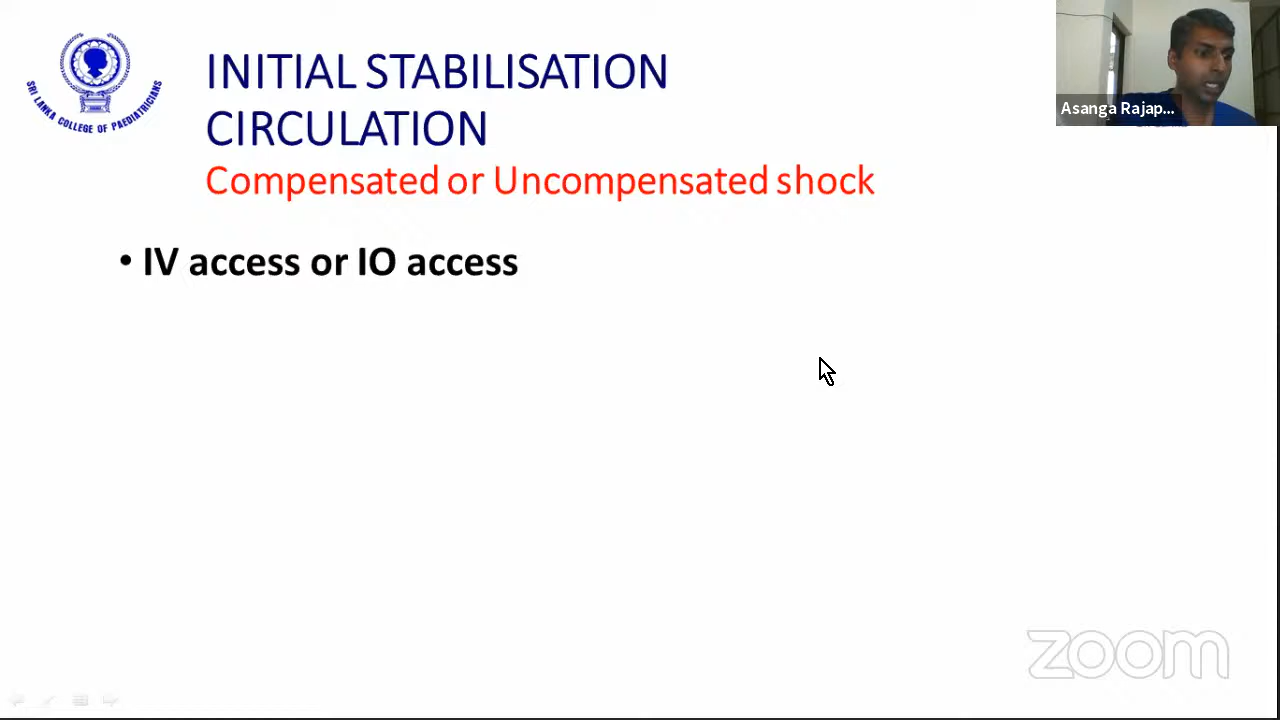 SRI LANKA COLLEGE OF PAEDIATRICIANS
INITIAL STABILISATION
CIRCULATION
Compensated or Uncompensated shock
• IV access or IO access
Asanga Rajap...
zoom